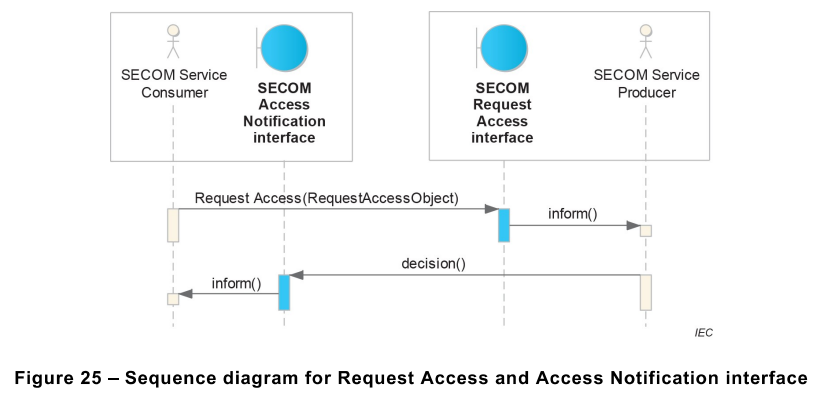 SECOM Service
Consumer
SECOM
Access
Notification
interface
SECOM
Request
Access
interface
SECOM Service
Producer
Request Access(RequestAccessObject)
inform()
decision()
inform()
IEC
Figure 25 – Sequence diagram for Request Access and Access Notification interface